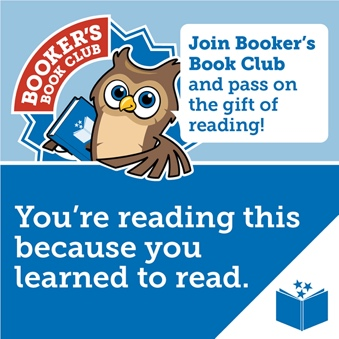 BOOKER'S
BOOK CLUB
Join Booker's
Book Club
and pass on
the gift of
reading!
You're reading this
because you
learned to read.